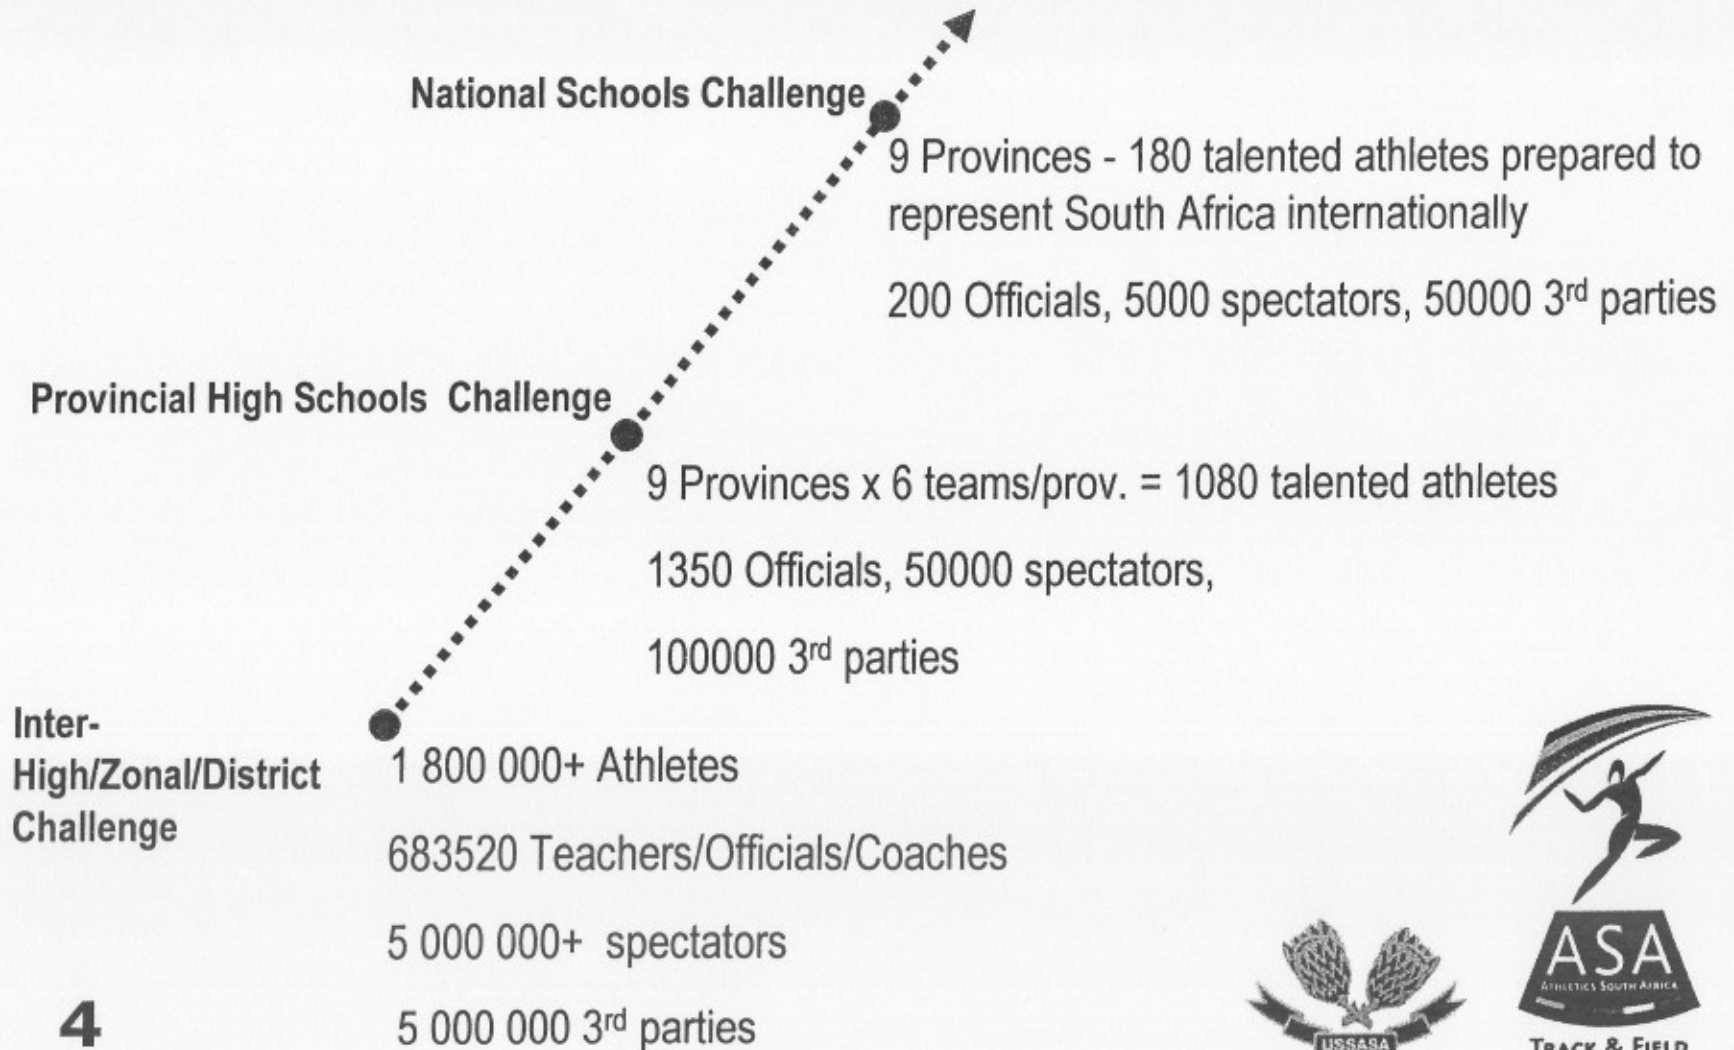 National Schools Challenge
9 Provinces - 180 talented athletes prepared to
represent South Africa internationally
200 Officials, 5000 spectators, 50000 3rd parties
Provincial High Schools  Challenge
9 Provinces x 6 teams/prov. = 1080 talented athletes
1350 Officials, 50000 spectators,
100000 3rd parties
Inter-
High/Zonal/District
Challenge
1 800 000+ Athletes
683520 Teachers/Officials/Coaches
5 000 000+  spectators
5 000 000 3rd parties
4
USSASA
ASA
ATHLETICS SOUTH AFRICA
TRACK & FIELD